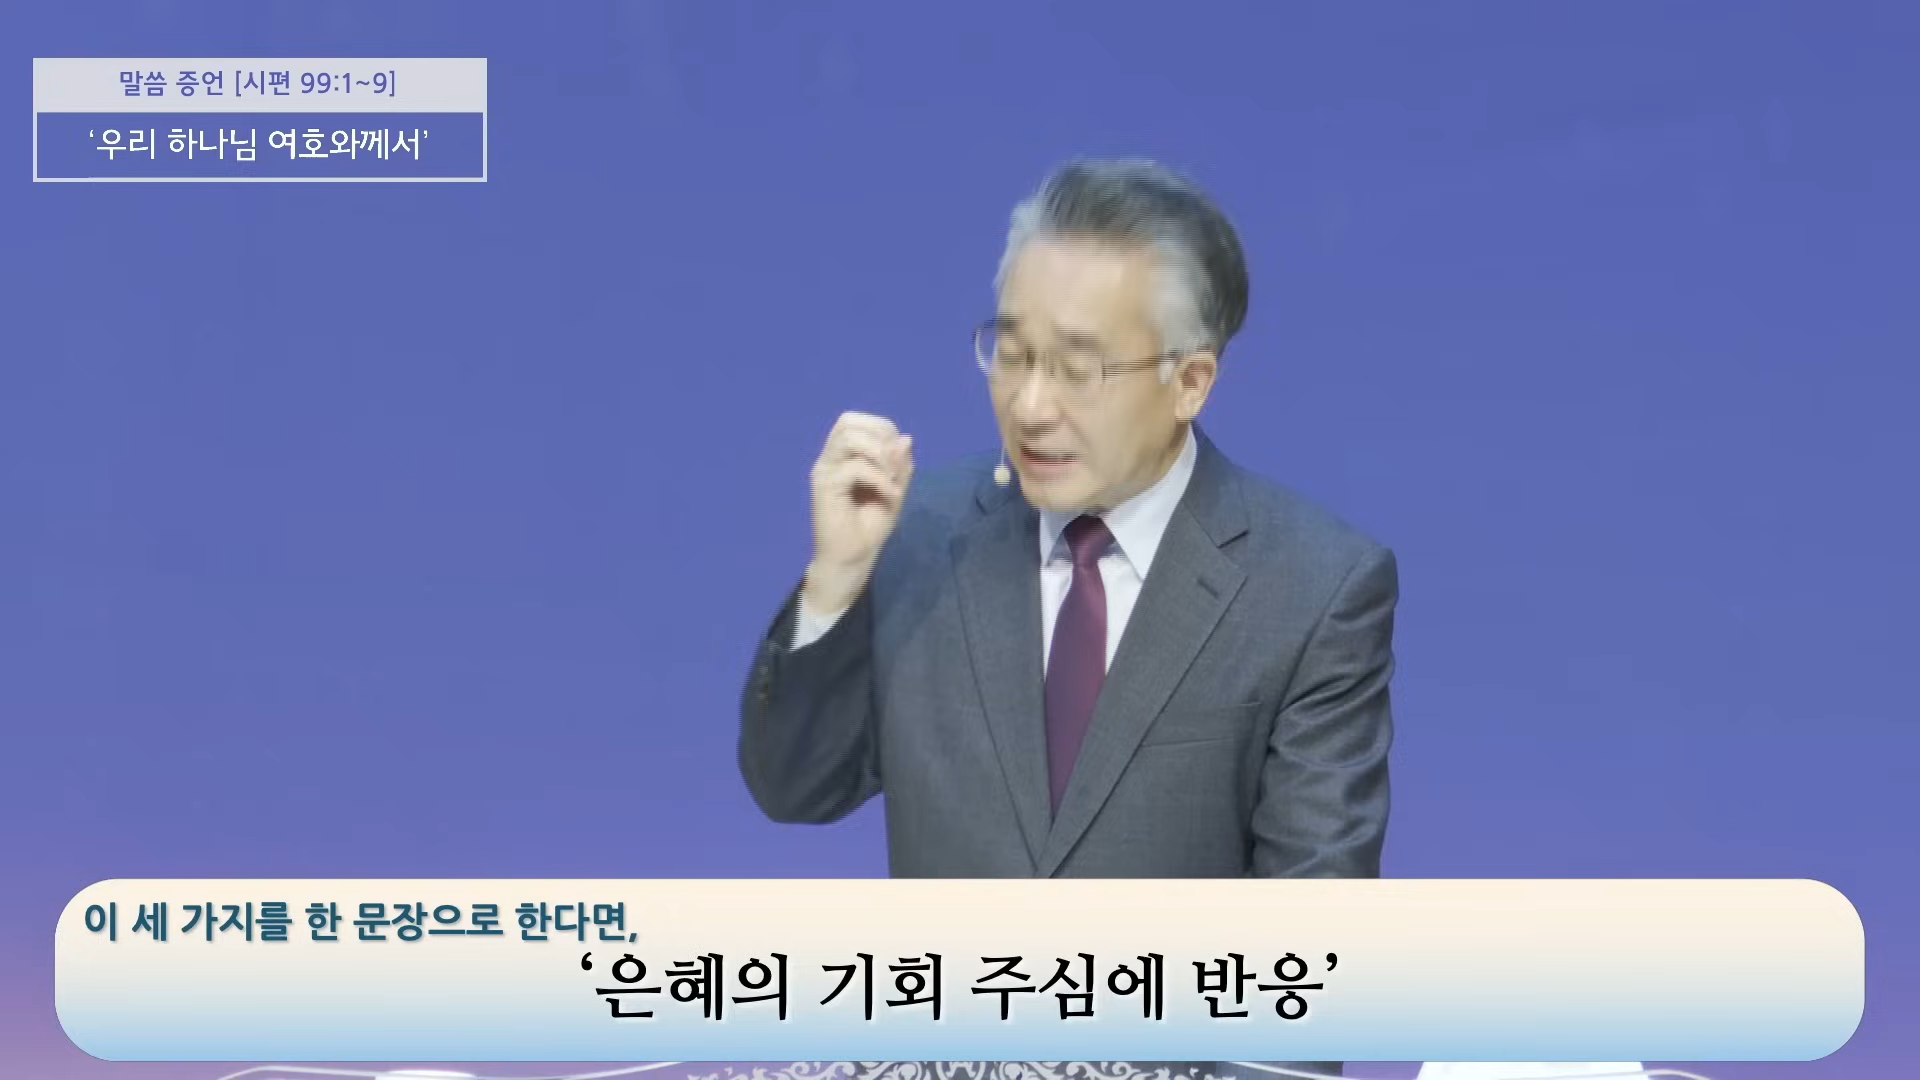 말씀 증언 [시편 99:1~9]
‘우리 하나님 여호와께서’
이 세 가지를 한 문장으로 한다면,
‘은혜의 기회 주심에 반응’